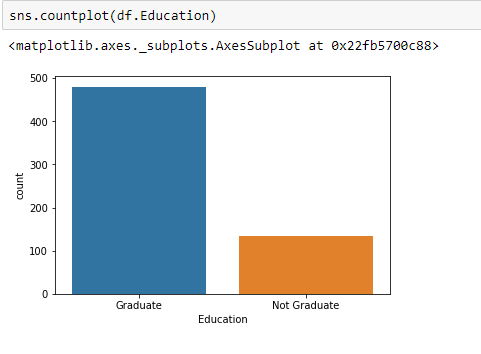 sns.countplot(df.Education)
<matplotlib.axes._subplots.AxesSubplot at 0x22fb5700c88>
500
400
300
200
100
0
count
Graduate
Not Graduate
Education